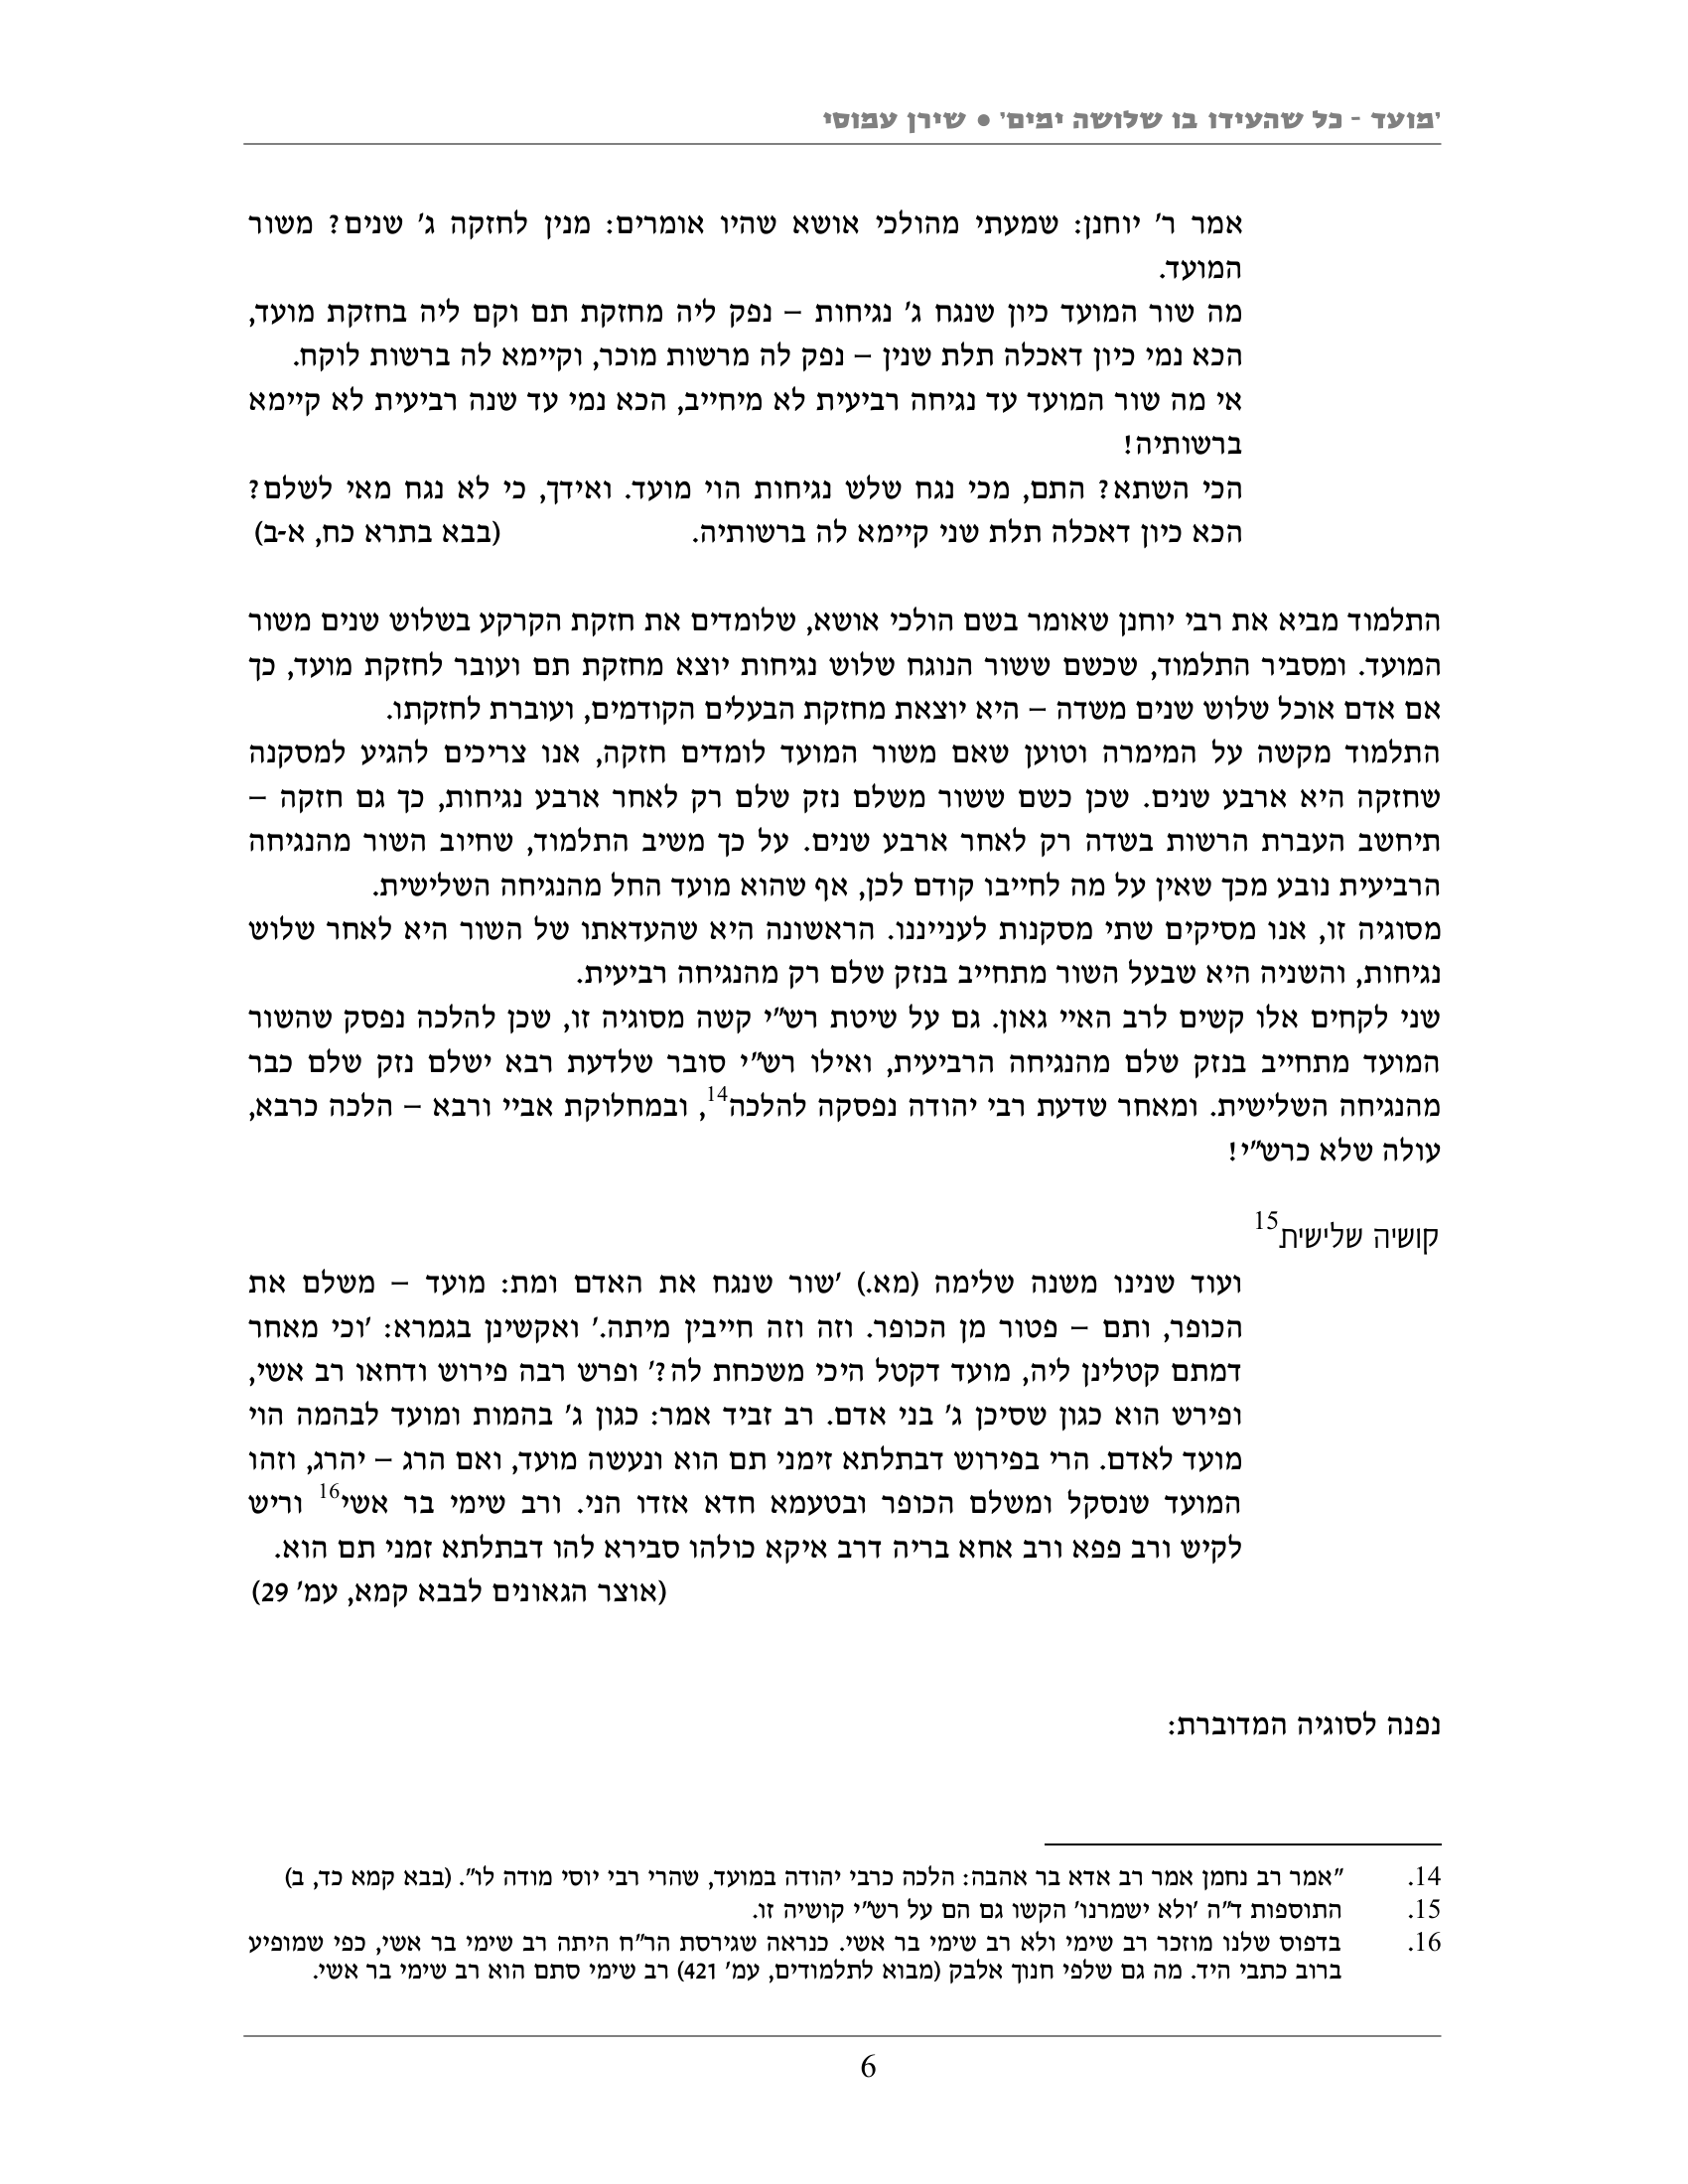 'מועד - כל שהעידו בו שלושה ימים' ● שירן עמוסי
אמר ר' יוחנן: שמעתי מהולכי אושא שהיו אומרים: מנין לחזקה ג' שנים? משור
המועד.
מה שור המועד כיון שנגח ג' נגיחות – נפק ליה מחזקת תם וקם ליה בחזקת מועד,
הכא נמי כיון דאכלה תלת שנין – נפק לה מרשות מוכר, וקיימא לה ברשות לוקח.
אי מה שור המועד עד נגיחה רביעית לא מיחייב, הכא נמי עד שנה רביעית לא קיימא
ברשותיה!
הכי השתא? התם, מכי נגח שלש נגיחות הוי מועד. ואידך, כי לא נגח מאי לשלם?
הכא כיון דאכלה תלת שני קיימא לה ברשותיה. (בבא בתרא כח, א-ב)
התלמוד מביא את רבי יוחנן שאומר בשם הולכי אושא, שלומדים את חזקת הקרקע בשלוש שנים משור
המועד. ומסביר התלמוד, שכשם ששור הנוגח שלוש נגיחות יוצא מחזקת תם ועובר לחזקת מועד, כך
אם אדם אוכל שלוש שנים משדה – היא יוצאת מחזקת הבעלים הקודמים, ועוברת לחזקתו.
התלמוד מקשה על המימרה וטוען שאם משור המועד לומדים חזקה, אנו צריכים להגיע למסקנה
שחזקה היא ארבע שנים. שכן כשם ששור משלם נזק שלם רק לאחר ארבע נגיחות, כך גם חזקה –
תיחשב העברת הרשות בשדה רק לאחר ארבע שנים. על כך משיב התלמוד, שחיוב השור מהנגיחה
הרביעית נובע מכך שאין על מה לחייבו קודם לכן, אף שהוא מועד החל מהנגיחה השלישית.
מסוגיה זו, אנו מסיקים שתי מסקנות לענייננו. הראשונה היא שהעדאתו של השור היא לאחר שלוש
נגיחות, והשניה היא שבעל השור מתחייב בנזק שלם רק מהנגיחה רביעית.
שני לקחים אלו קשים לרב האיי גאון. גם על שיטת רש"י קשה מסוגיה זו, שכן להלכה נפסק שהשור
המועד מתחייב בנזק שלם מהנגיחה הרביעית, ואילו רש"י סובר שלדעת רבא ישלם נזק שלם כבר
מהנגיחה השלישית. ומאחר שדעת רבי יהודה נפסקה להלכה14, ובמחלוקת אביי ורבא – הלכה כרבא,
עולה שלא כרש"י!
קושיה שלישית15
ועוד שנינו משנה שלימה (מא.) 'שור שנגח את האדם ומת: מועד – משלם את
הכופר, ותם – פטור מן הכופר. וזה וזה חייבין מיתה.' ואקשינן בגמרא: 'וכי מאחר
דמתם קטלינן ליה, מועד דקטל היכי משכחת לה?' ופרש רבה פירוש ודחאו רב אשי,
ופירש הוא כגון שסיכן ג' בני אדם. רב זביד אמר: כגון ג' בהמות ומועד לבהמה הוי
מועד לאדם. הרי בפירוש דבתלתא זימני תם הוא ונעשה מועד, ואם הרג – יהרג, וזהו
המועד שנסקל ומשלם הכופר ובטעמא חדא אזדו הני. ורב שימי בר אשי16 וריש
לקיש ורב פפא ורב אחא בריה דרב איקא כולהו סבירא להו דבתלתא זמני תם הוא.
(אוצר הגאונים לבבא קמא, עמ' 29)
נפנה לסוגיה המדוברת:
14. "אמר רב נחמן אמר רב אדא בר אהבה: הלכה כרבי יהודה במועד, שהרי רבי יוסי מודה לו". (בבא קמא כד, ב)
15. התוספות ד"ה 'ולא ישמרנו' הקשו גם הם על רש"י קושיה זו.
16. בדפוס שלנו מוזכר רב שימי ולא רב שימי בר אשי. כנראה שגירסת הר"ח היתה רב שימי בר אשי, כפי שמופיע
ברוב כתבי היד. מה גם שלפי חנוך אלבק (מבוא לתלמודים, עמ' 421) רב שימי סתם הוא רב שימי בר אשי.
6